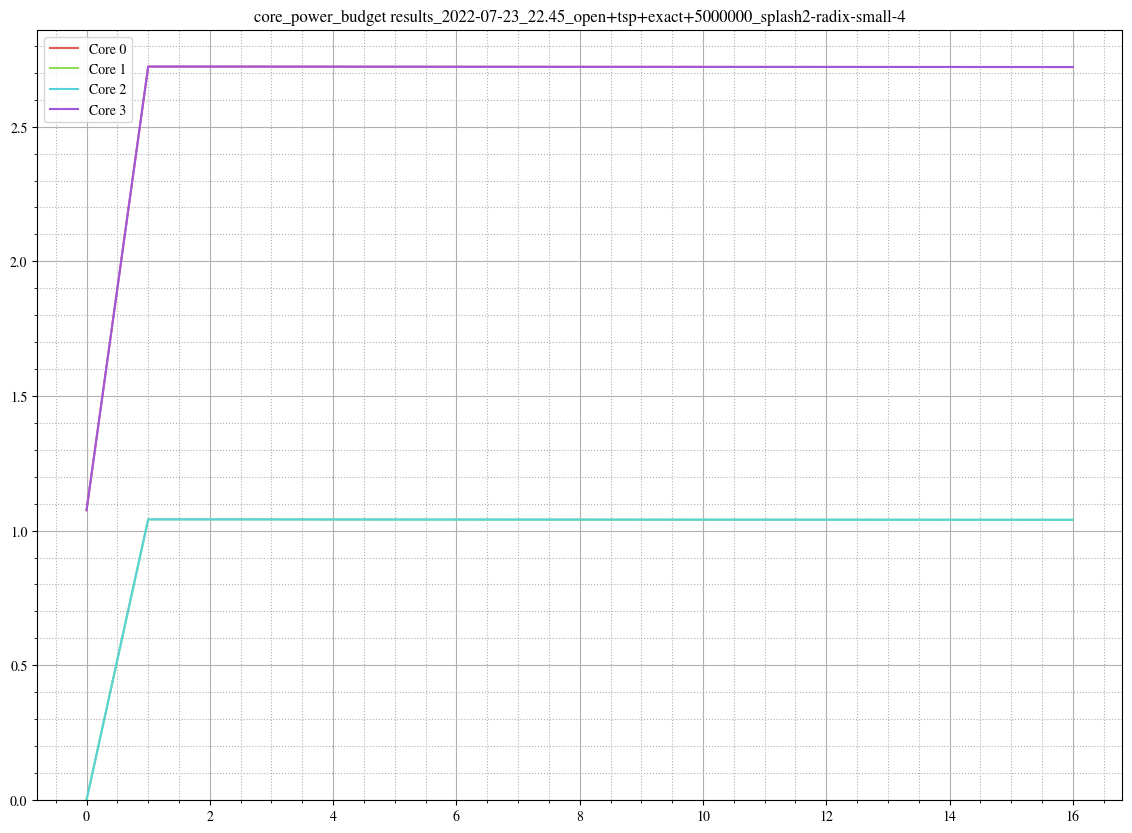 core_power_budget results_2022-07-23_22.45_open+tsp+exact+5000000_splash2-radix-small-4
Core 0
Core 1
Core 2
Core 3
2.5
2.0
1.5
1.0
0.5
0.0
0 2 4 6 8 10 12 14 16